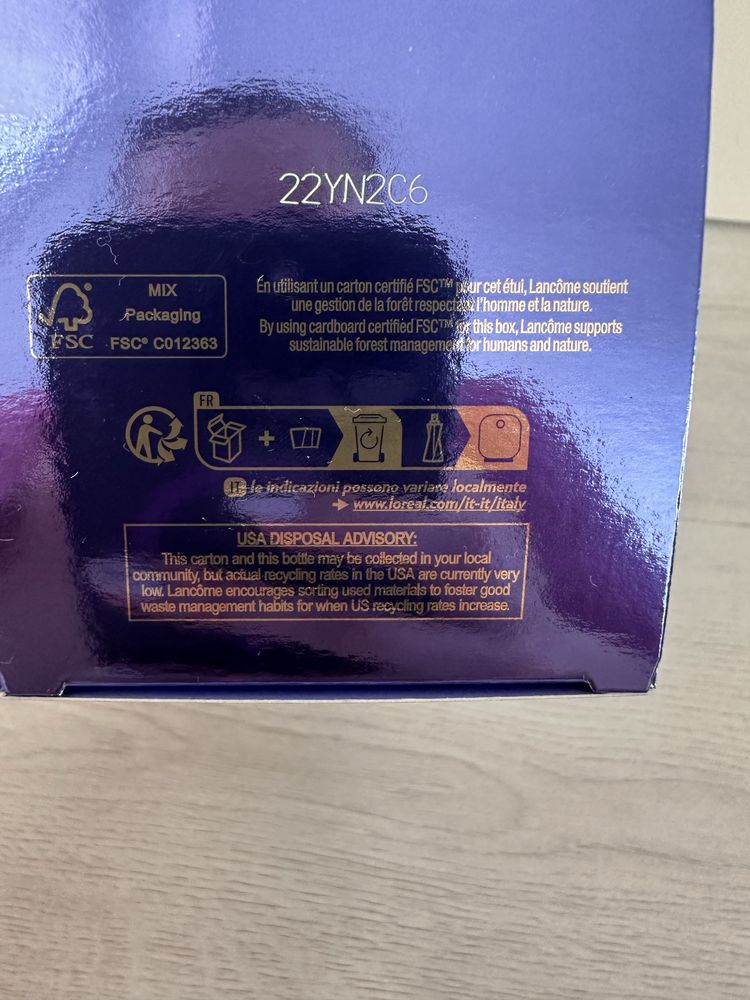 22YN2C6
FSC
MIX
Packaging
FSC® C012363
En utilisant un carton certifié FSC™ pour cet étui, Lancôme soutient
une gestion de la forêt respectant l'homme et la nature.
By using cardboard certified FSC™ for this box, Lancôme supports
sustainable forest management for humans and nature.
FR
IT le indicazioni possono variare localmente
www.loreal.com/it-it/italy
USA DISPOSAL ADVISORY:
This carton and this bottle may be collected in your local
community, but actual recycling rates in the USA are currently very
low. Lancôme encourages sorting used materials to foster good
waste management habits for when US recycling rates increase.